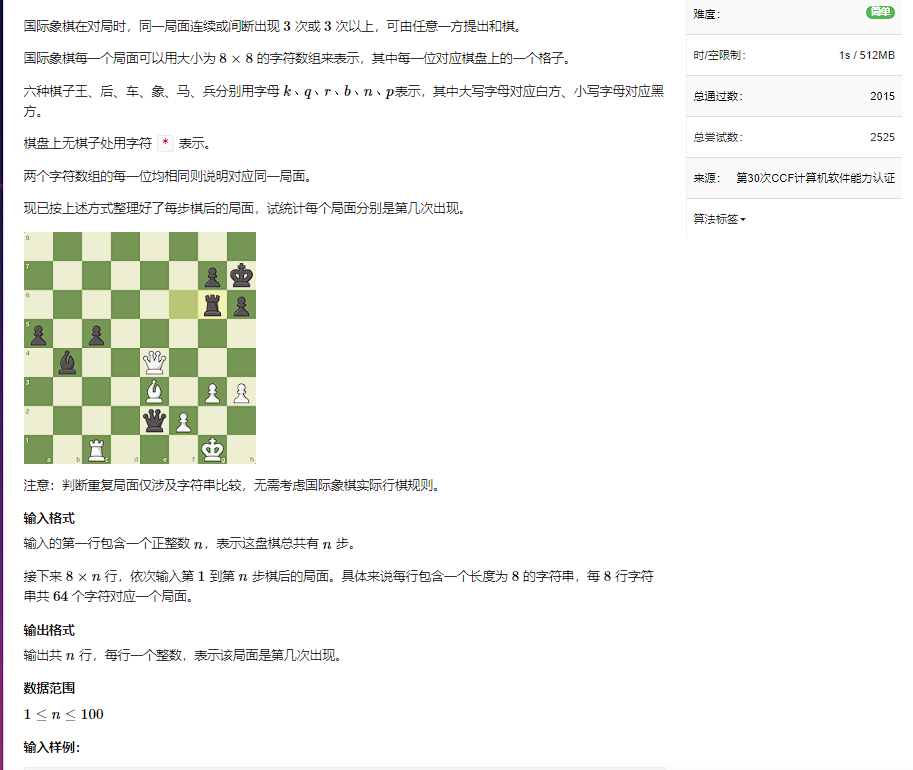 国际象棋在对局时，同一局面连续或间断出现 3 次或 3 次以上，可由任意一方提出和棋。
国际象棋每一个局面可以用大小为 8 × 8 的字符数组来表示，其中每一位对应棋盘上的一个格子。
六种棋子王、后、车、象、马、兵分别用字母 k、q、r、b、n、p表示，其中大写字母对应白方、小写字母对应黑
方。
棋盘上无棋子处用字符 * 表示。
两个字符数组的每一位均相同则说明对应同一局面。
现已按上述方式整理好了每步棋后的局面，试统计每个局面分别是第几次出现。
8
7
6
5
4
3
2
1
a b c d e f g h
注意：判断重复局面仅涉及字符串比较，无需考虑国际象棋实际行棋规则。
输入格式
输入的第一行包含一个正整数 n，表示这盘棋总共有 n 步。
接下来 8 × n 行，依次输入第 1 到第 n 步棋后的局面。具体来说每行包含一个长度为 8 的字符串，每 8 行字符
串共 64 个字符对应一个局面。
输出格式
输出共 n 行，每行一个整数，表示该局面是第几次出现。
数据范围
1 ≤ n ≤ 100
输入样例：
难度： 简单
时/空限制： 1s / 512MB
总通过数： 2015
总尝试数： 2525
来源： 第30次CCF计算机软件能力认证
算法标签